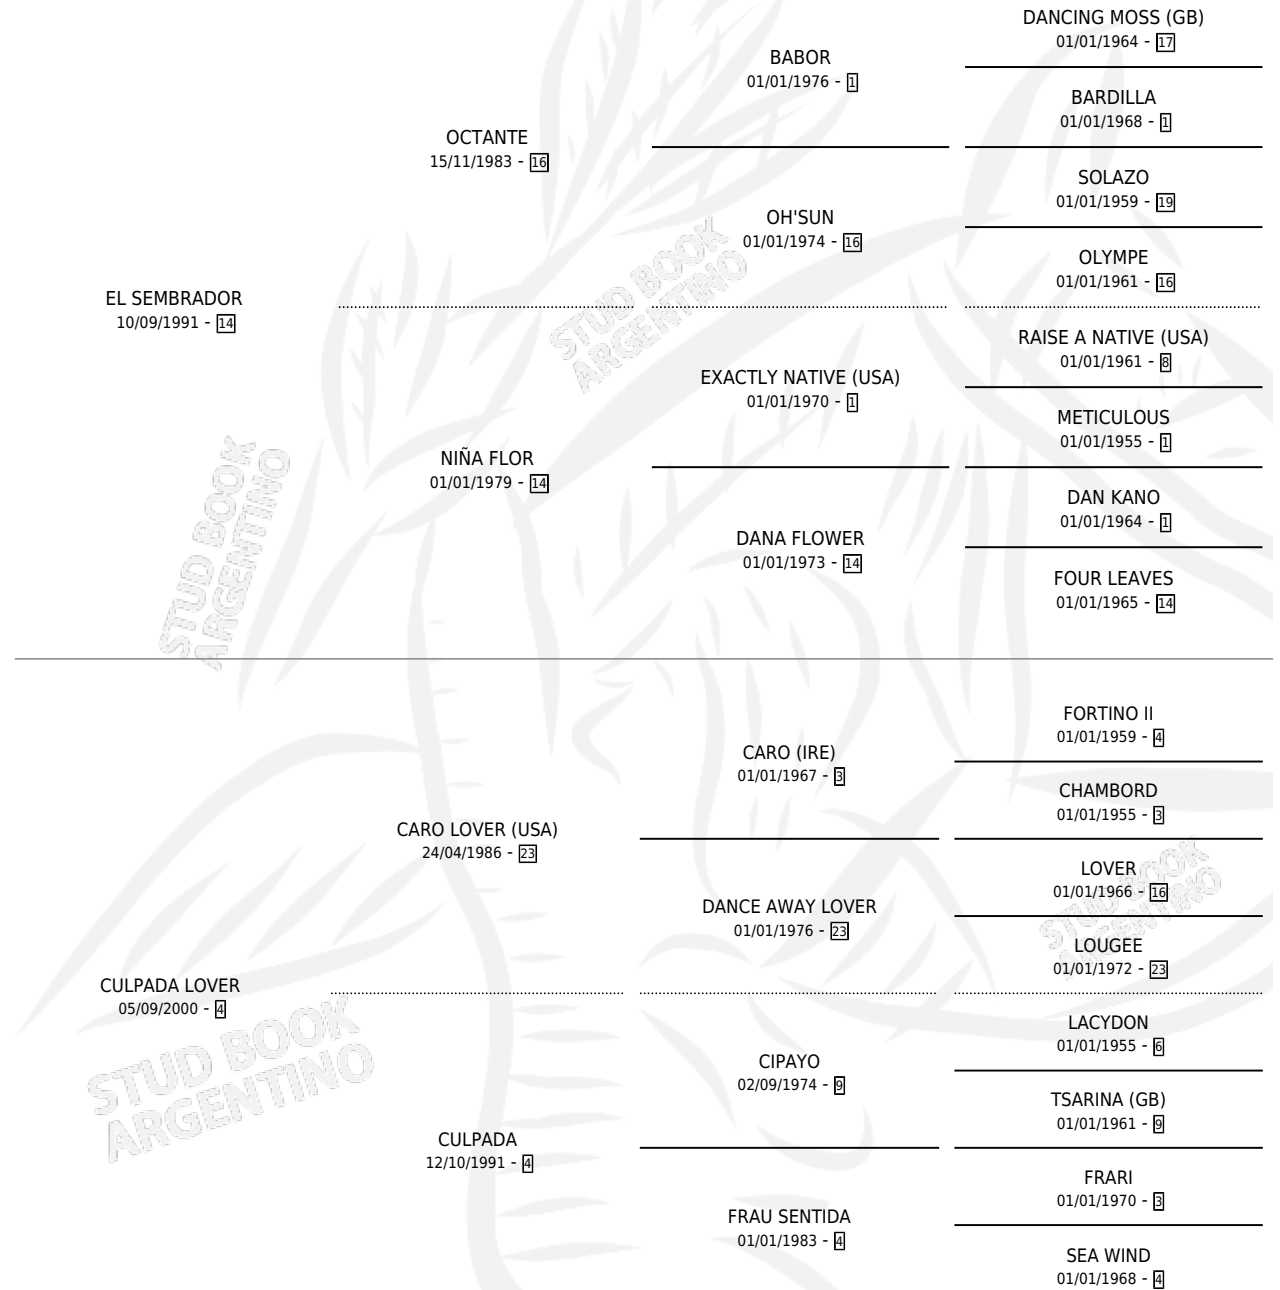 DANCING MOSS (GB)
01/01/1964 - 17
BABOR
01/01/1976 - 1
BARDILLA
01/01/1968 - 1
OCTANTE
15/11/1983 - 16
SOLAZO
01/01/1959 - 19
OH'SUN
01/01/1974 - 16
OLYMPE
01/01/1961 - 16
EL SEMBRADOR
10/09/1991 - 14
RAISE A NATIVE (USA)
01/01/1961 - 8
EXACTLY NATIVE (USA)
01/01/1970 - 1
METICULOUS
01/01/1955 - 1
NIÑA FLOR
01/01/1979 - 14
DAN KANO
01/01/1964 - 1
DANA FLOWER
01/01/1973 - 14
FOUR LEAVES
01/01/1965 - 14
FORTINO II
01/01/1959 - 4
CARO (IRE)
01/01/1967 - 3
CHAMBORD
01/01/1955 - 3
CARO LOVER (USA)
24/04/1986 - 23
LOVER
01/01/1966 - 16
DANCE AWAY LOVER
01/01/1976 - 23
LOUGEE
01/01/1972 - 23
CULPADA LOVER
05/09/2000 - 4
LACYDON
01/01/1955 - 6
CIPAYO
02/09/1974 - 9
TSARINA (GB)
01/01/1961 - 9
CULPADA
12/10/1991 - 4
FRARI
01/01/1970 - 3
FRAU SENTIDA
01/01/1983 - 4
SEA WIND
01/01/1968 - 4
STUD BOOK
ARGENTINO
STUD BOOK
ARGENTINO
STUD BOOK
ARGENTINO
STUD BOOK
ARGENTINO